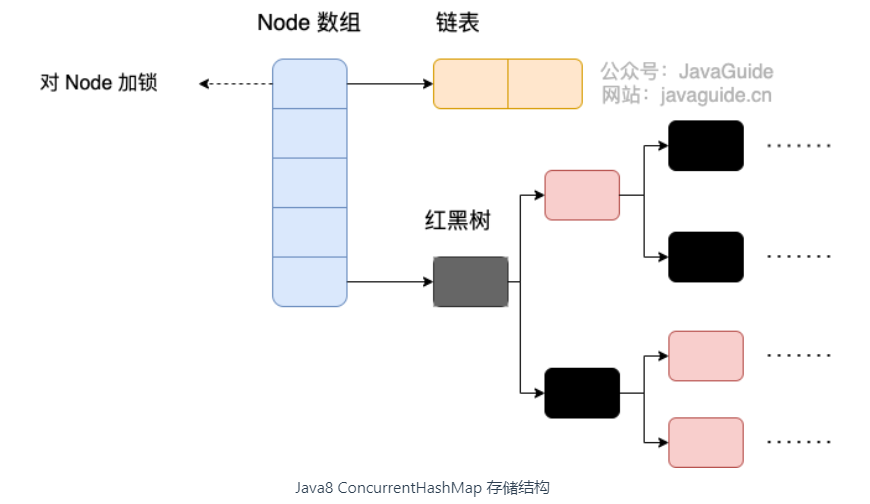 Node 数组
链表
对 Node 加锁
公众号：JavaGuide
网站：javaguide.cn
红黑树
Java8 ConcurrentHashMap 存储结构